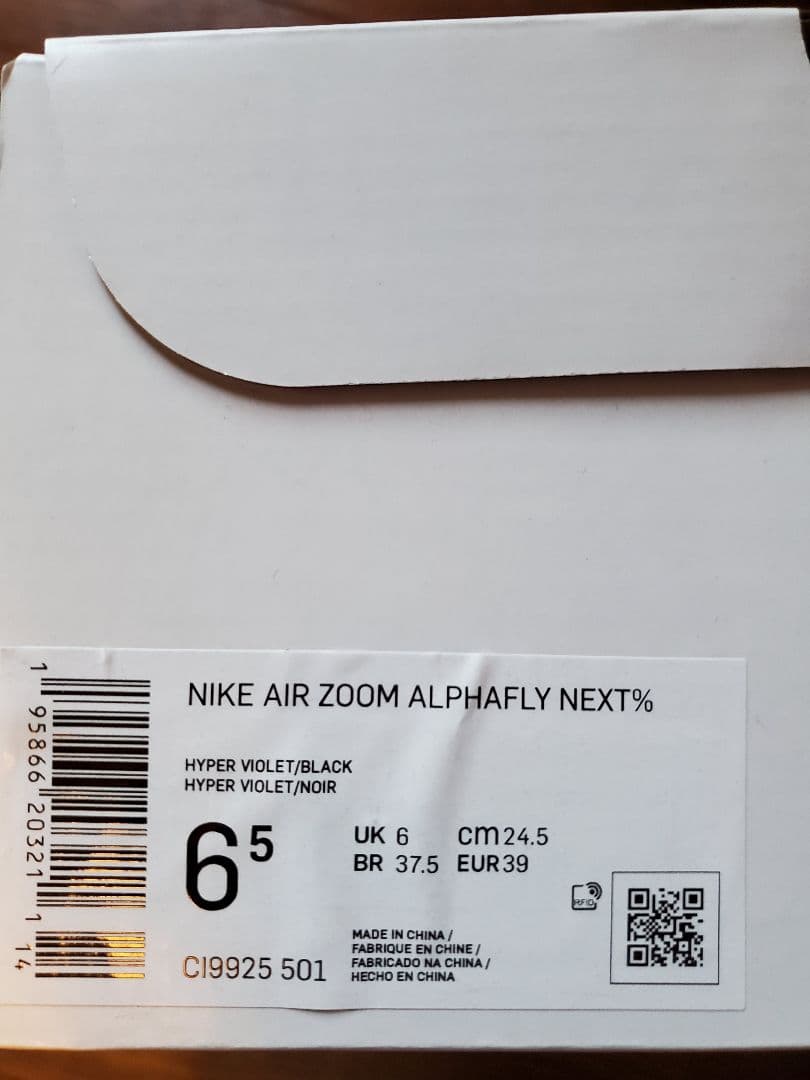 NIKE AIR ZOOM ALPHAFLY NEXT%
HYPER VIOLET/BLACK
HYPER VIOLET/NOIR
6⁵
UK 6 cm 24.5
BR 37.5 EUR 39
RFID
CI9925 501
MADE IN CHINA /
FABRIQUE EN CHINE /
FABRICADO NA CHINA /
HECHO EN CHINA
1 95866 20321 1 14